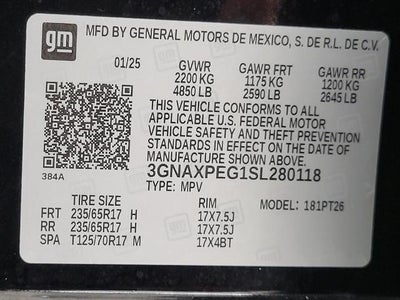 gm
MFD BY GENERAL MOTORS DE MEXICO, S. DE R.L. DE C.V.
01/25 GVWR GAWR FRT GAWR RR
2200 KG 1175 KG 1200 KG
4850 LB 2590 LB 2645 LB
THIS VEHICLE CONFORMS TO ALL
APPLICABLE U.S. FEDERAL MOTOR
VEHICLE SAFETY AND THEFT PREVENTION
STANDARDS IN EFFECT ON THE DATE OF
MANUFACTURE SHOWN ABOVE.
384A 3GNAXPEG1SL280118
TYPE: MPV
TIRE SIZE RIM MODEL: 181PT26
FRT 235/65R17 H 17X7.5J
RR 235/65R17 H 17X7.5J
SPA T125/70R17 M 17X4BT